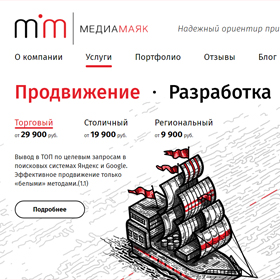 mim МЕДИАМАЯК
Надежный ориентир при
О компании Услуги Портфолио Отзывы Блог
Продвижение · Разработка
Торговый Столичный Региональный
от 29 900 руб. от 19 900 руб. от 9 900 руб.
Вывод в ТОП по целевым запросам в
поисковых системах Яндекс и Google.
Эффективное продвижение только
«белыми» методами.(1.1)
Подробнее